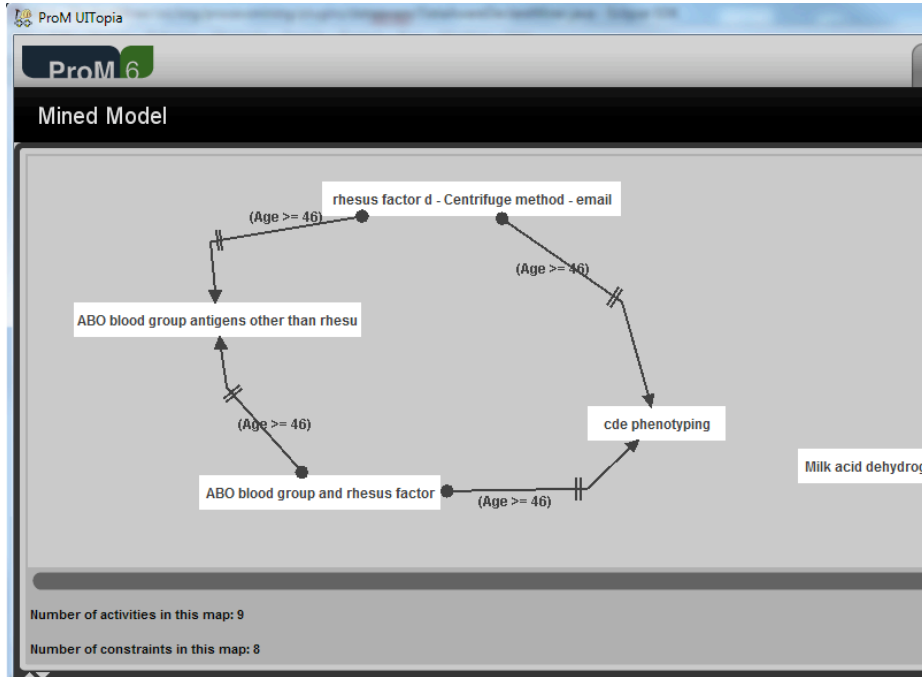 ProM UITopia
ProM 6
Mined Model
rhesus factor d - Centrifuge method - email
(Age >= 46)
(Age >= 46)
ABO blood group antigens other than rhesu
(Age >= 46)
cde phenotyping
Milk acid dehydrog
ABO blood group and rhesus factor
(Age >= 46)
Number of activities in this map: 9
Number of constraints in this map: 8